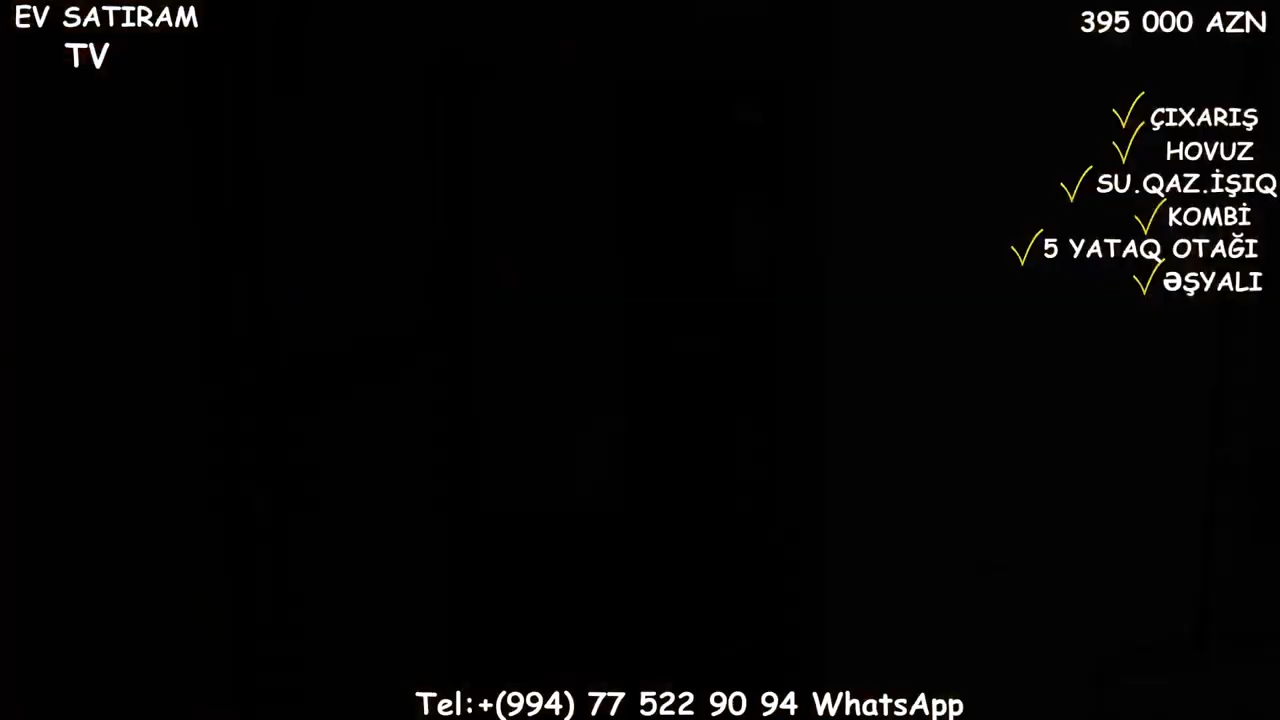 EV SATIRAM
TV
395 000 AZN
ÇIXARIŞ
HOVUZ
SU.QAZ.İŞIQ
KOMBİ
5 YATAQ OTAĞI
ƏŞYALI
Tel:+(994) 77 522 90 94 WhatsApp